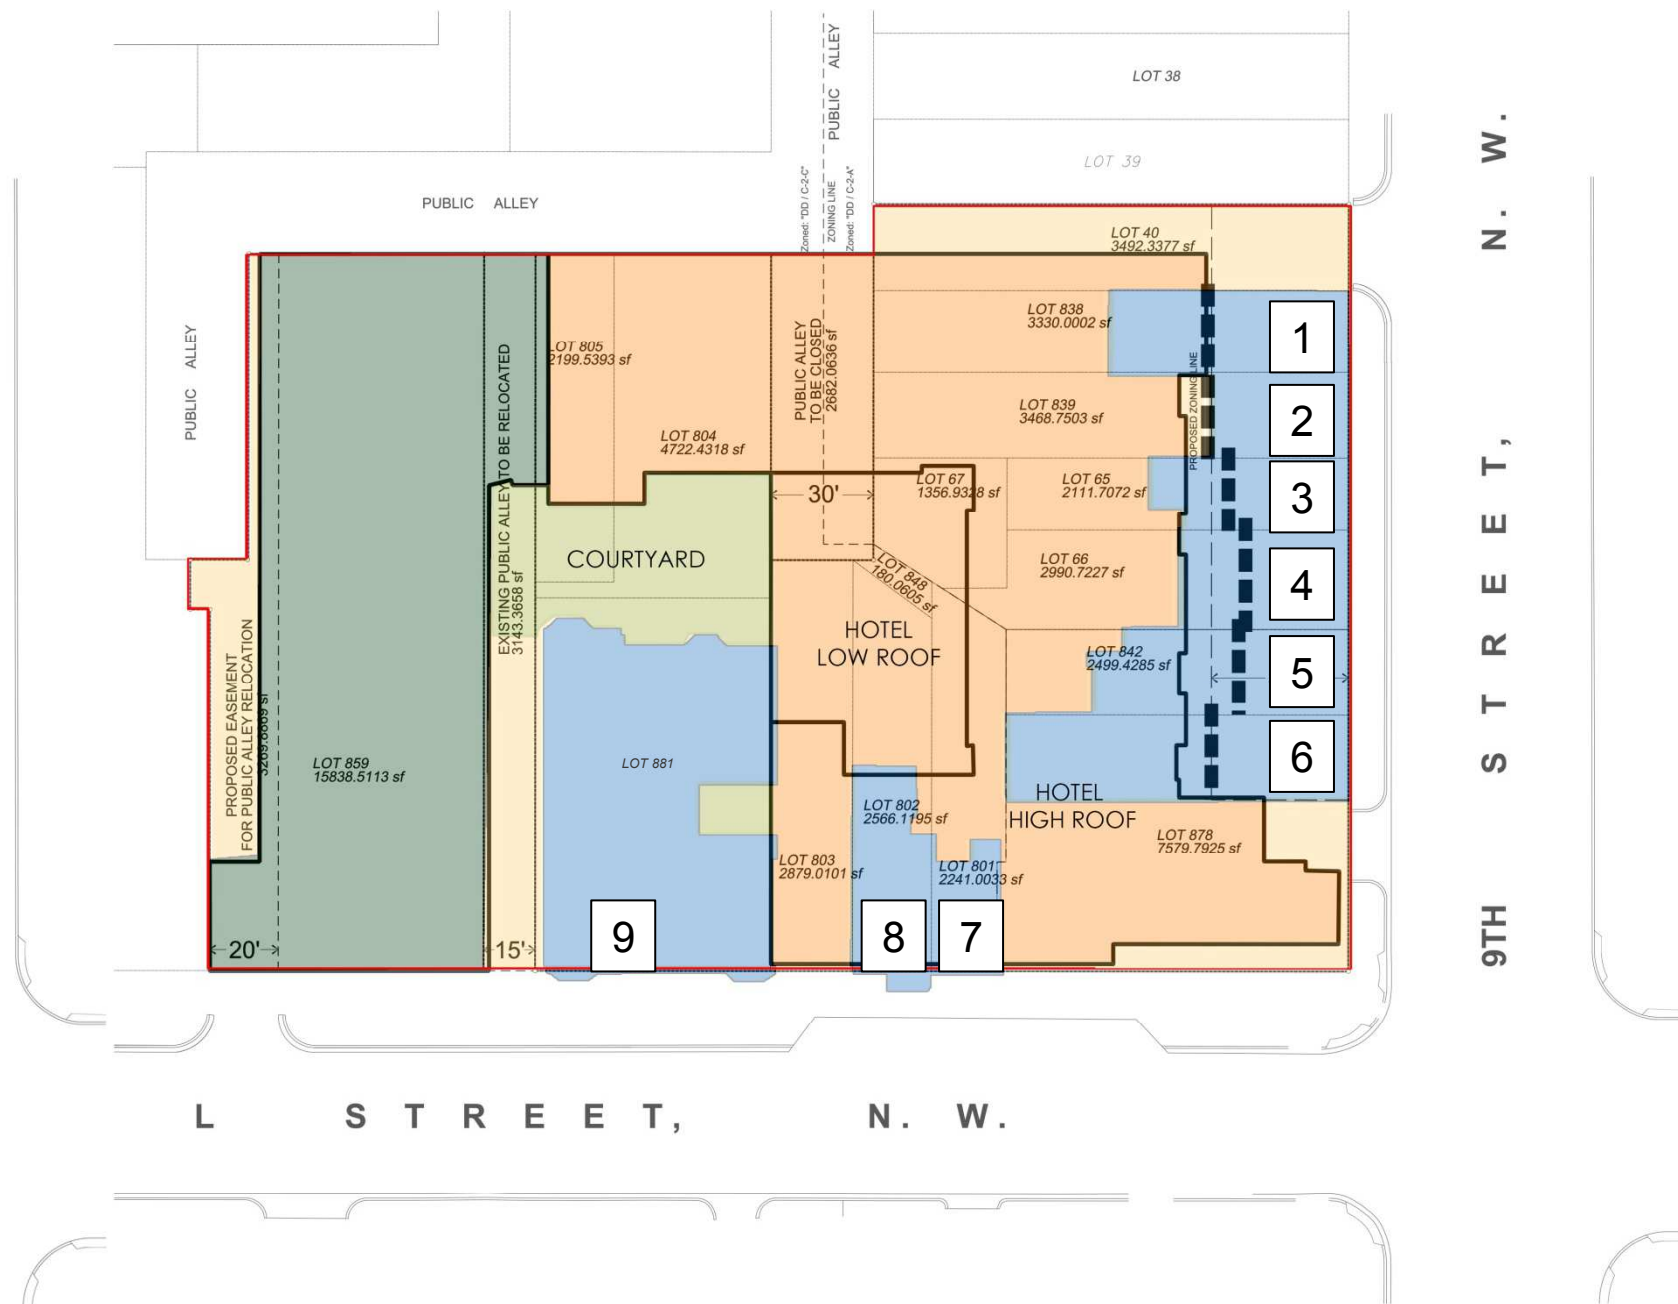 LOT 38
LOT 39
PUBLIC ALLEY
PUBLIC ALLEY
Zoned: "DD / C-2-C"
ZONING LINE
Zoned: "DD / C-2-A"
LOT 40
3492.3377 sf
LOT 838
3330.0002 sf
1
PUBLIC ALLEY
LOT 805
2199.5393 sf
PUBLIC ALLEY
TO BE CLOSED
2682.0636 sf
PROPOSED ZONING LINE
LOT 839
3468.7503 sf
2
LOT 804
4722.4318 sf
EXISTING PUBLIC ALLEY TO BE RELOCATED
3143.3658 sf
30'
LOT 67
1356.9328 sf
LOT 65
2111.7072 sf
3
COURTYARD
LOT 848
180.0605 sf
LOT 66
2990.7227 sf
4
HOTEL
LOW ROOF
LOT 842
2499.4285 sf
5
PROPOSED EASEMENT
FOR PUBLIC ALLEY RELOCATION
LOT 859
15838.5113 sf
LOT 881
6
HOTEL
HIGH ROOF
LOT 802
2566.1195 sf
LOT 878
7579.7925 sf
LOT 803
2879.0101 sf
LOT 801
2241.0033 sf
20'
15'
9
8
7
L STREET, N. W.
9TH STREET, N. W.